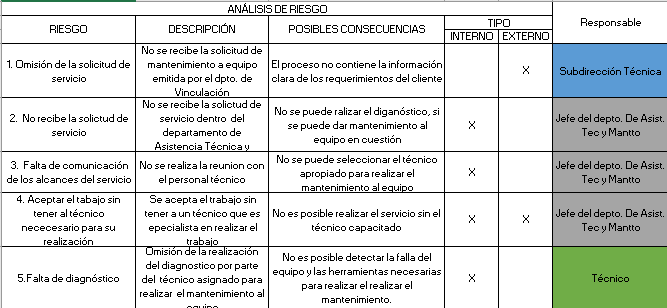 ANÁLISIS DE RIESGO
RIESGO
DESCRIPCIÓN
POSIBLES CONSECUENCIAS
TIPO
INTERNO
EXTERNO
Responsable
1. Omisión de la solicitud de
servicio
No se recibe la solicitud de
mantenimiento a equipo
emitida por el dpto. de
Vinculación
El proceso no contiene la información
clara de los requerimientos del cliente
X
Subdirección Técnica
2. No recibe la solictud de
servicio
No se recibe la solictud de
servicio dentro del
departamento de
Asistencia Técnica y
No se puede ralizar el diganóstico, si
se puede dar mantenimiento al
equipo en cuestión
X
Jefe del depto. De Asist.
Tec y Mantto
3. Falta de comunicación
de los alcances del servicio
No se realiza la reunion con
el personal técnico
No se puede seleccionar el técnico
apropiado para realizar el
mantenimiento al equipo
X
Jefe del depto. De Asist.
Tec y Mantto
4. Aceptar el tabajo sin
tener al técnico
nececesario para su
realización
Se acepta el trabajo sin
tener a un técnico que es
epecialista en realizar el
trabajo
No es posible realizar el servicio sin el
técnico capacitado
X
X
Jefe del depto. De Asist.
Tec y Mantto
5.Falta de diagnóstico
Omisión de la realización
del diagnostico por parte
del técnico asignado para
realizar el mantenimiento al
equipo
No es posible detectar la falla del
equipo y las herramientas necesarias
para realizar el realizar el
mantenimiento.
X
Técnico